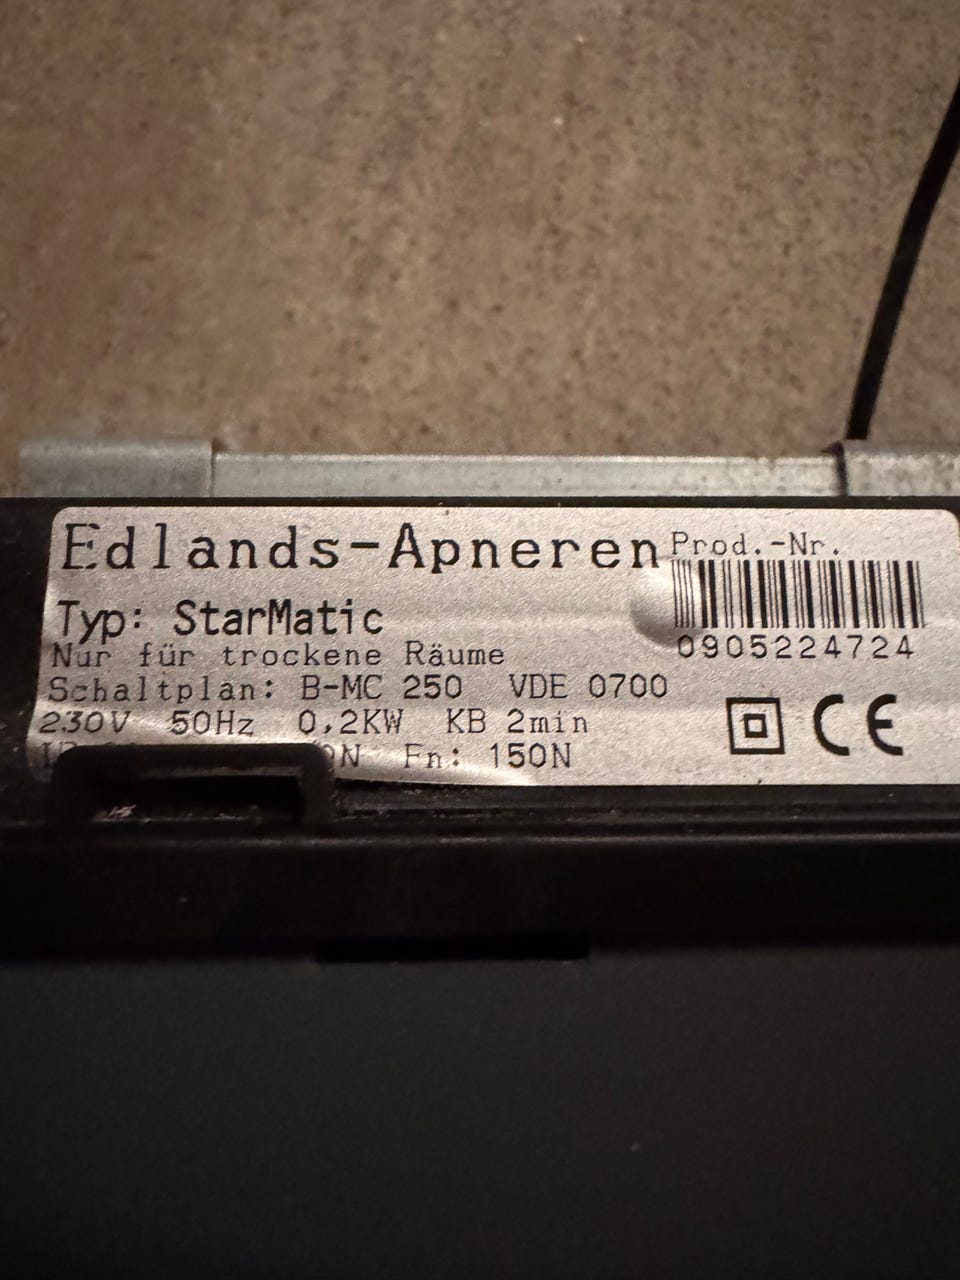 Edlands-Apneren
Prod.-Nr.
Typ: StarMatic
0905224724
Nur für trockene Räume
Schaltplan: B-MC 250 VDE 0700
230V 50Hz 0,2KW KB 2min
Fn: 150N
CE